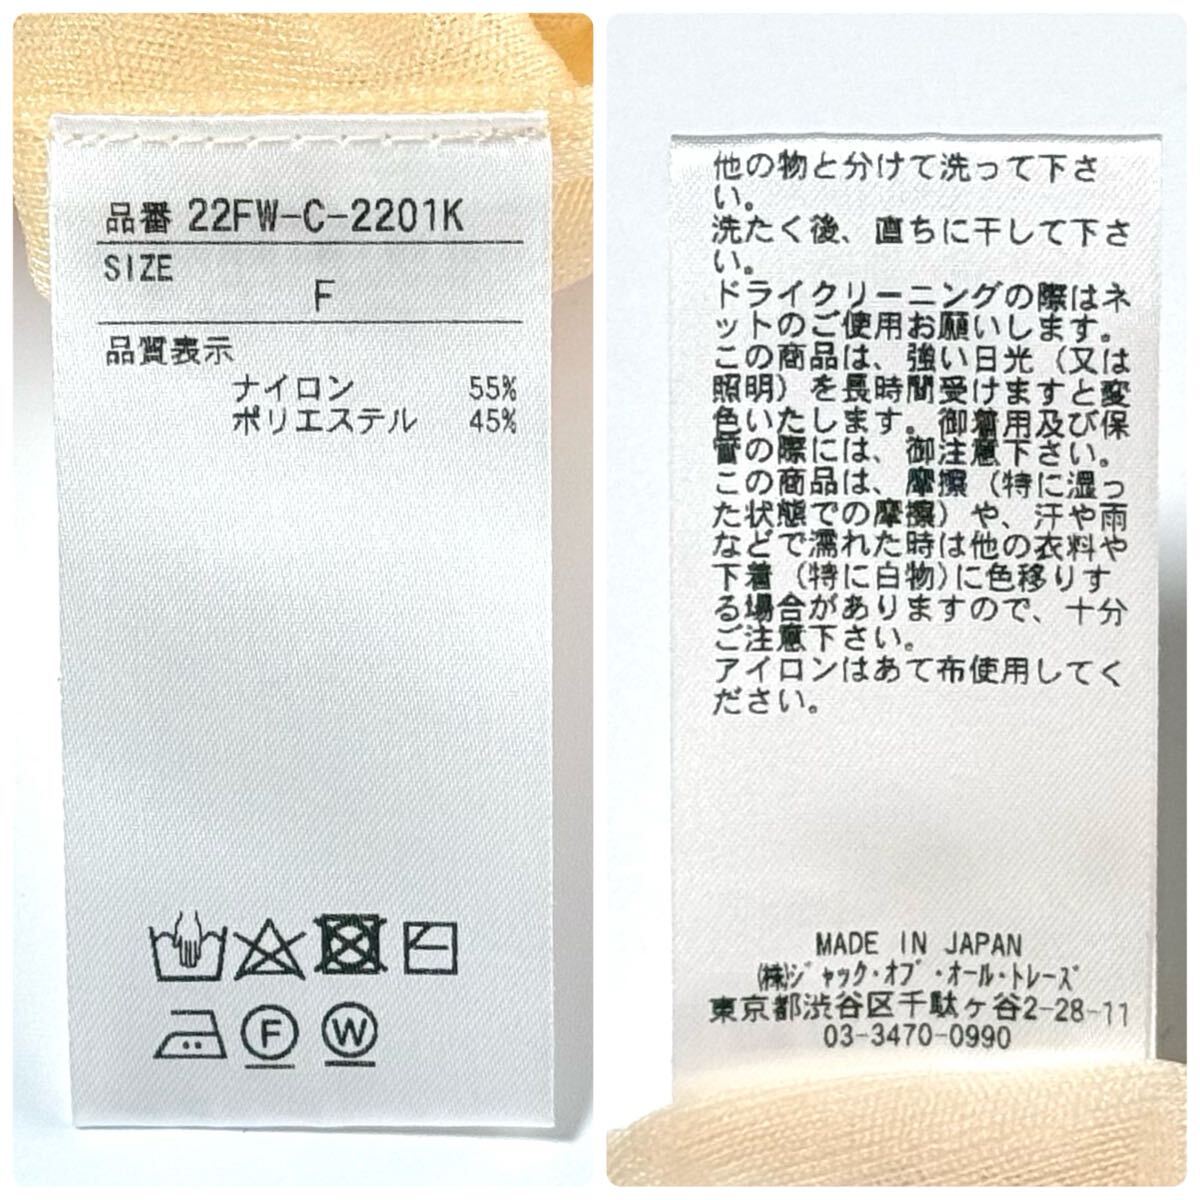 品番 22FW-C-2201K
SIZE
F
品質表示
ナイロン 55%
ポリエステル 45%
F W
他の物と分けて洗って下さ
い。
洗たく後、直ちに干して下さ
い。
ドライクリーニングの際はネ
ットのご使用お願いします。
この商品は、強い日光（又は
照明）を長時間受けますと変
色いたします。御着用及び保
管の際には、御注意下さい。
この商品は、摩擦（特に湿っ
た状態での摩擦）や、汗や雨
などで濡れた時は他の衣料や
下着（特に白物）に色移りす
る場合がありますので、十分
ご注意下さい。
アイロンはあて布使用してく
ださい。
MADE IN JAPAN
㈱ジャック・オブ・オール・トレーズ
東京都渋谷区千駄ヶ谷2-28-11
03-3470-0990